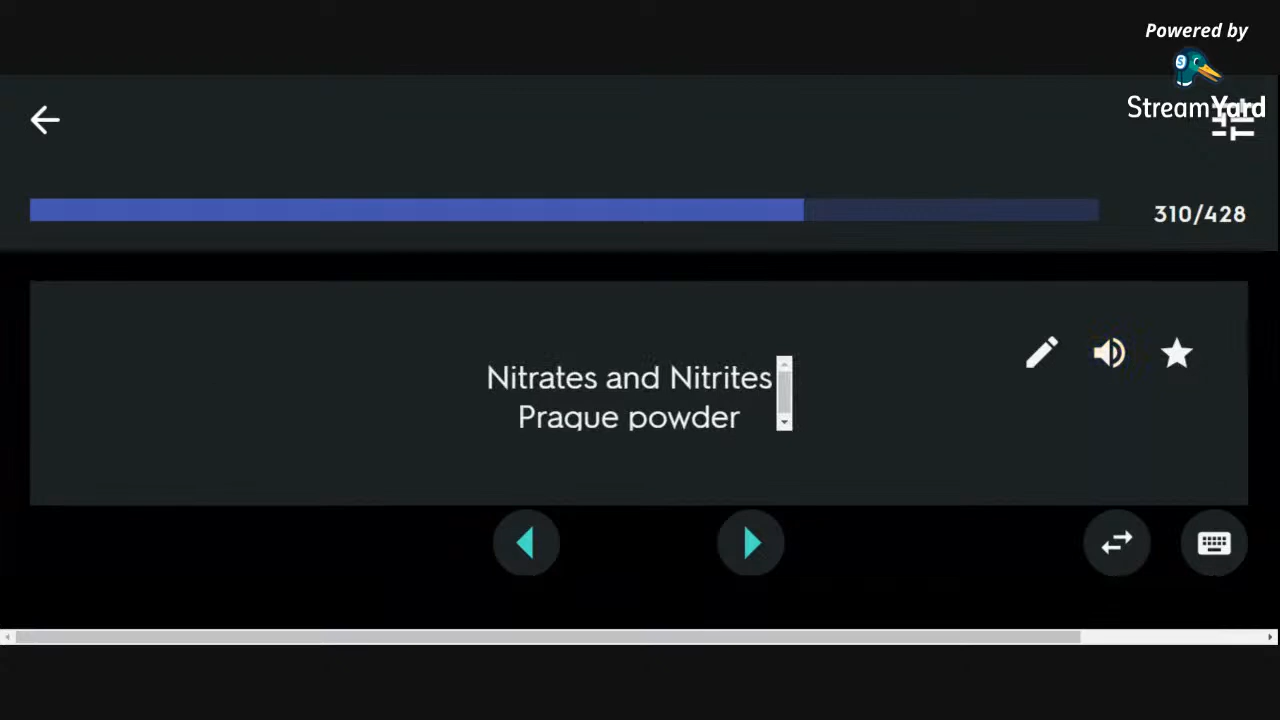 Powered by
StreamYard
310/428
Nitrates and Nitrites
Prague powder